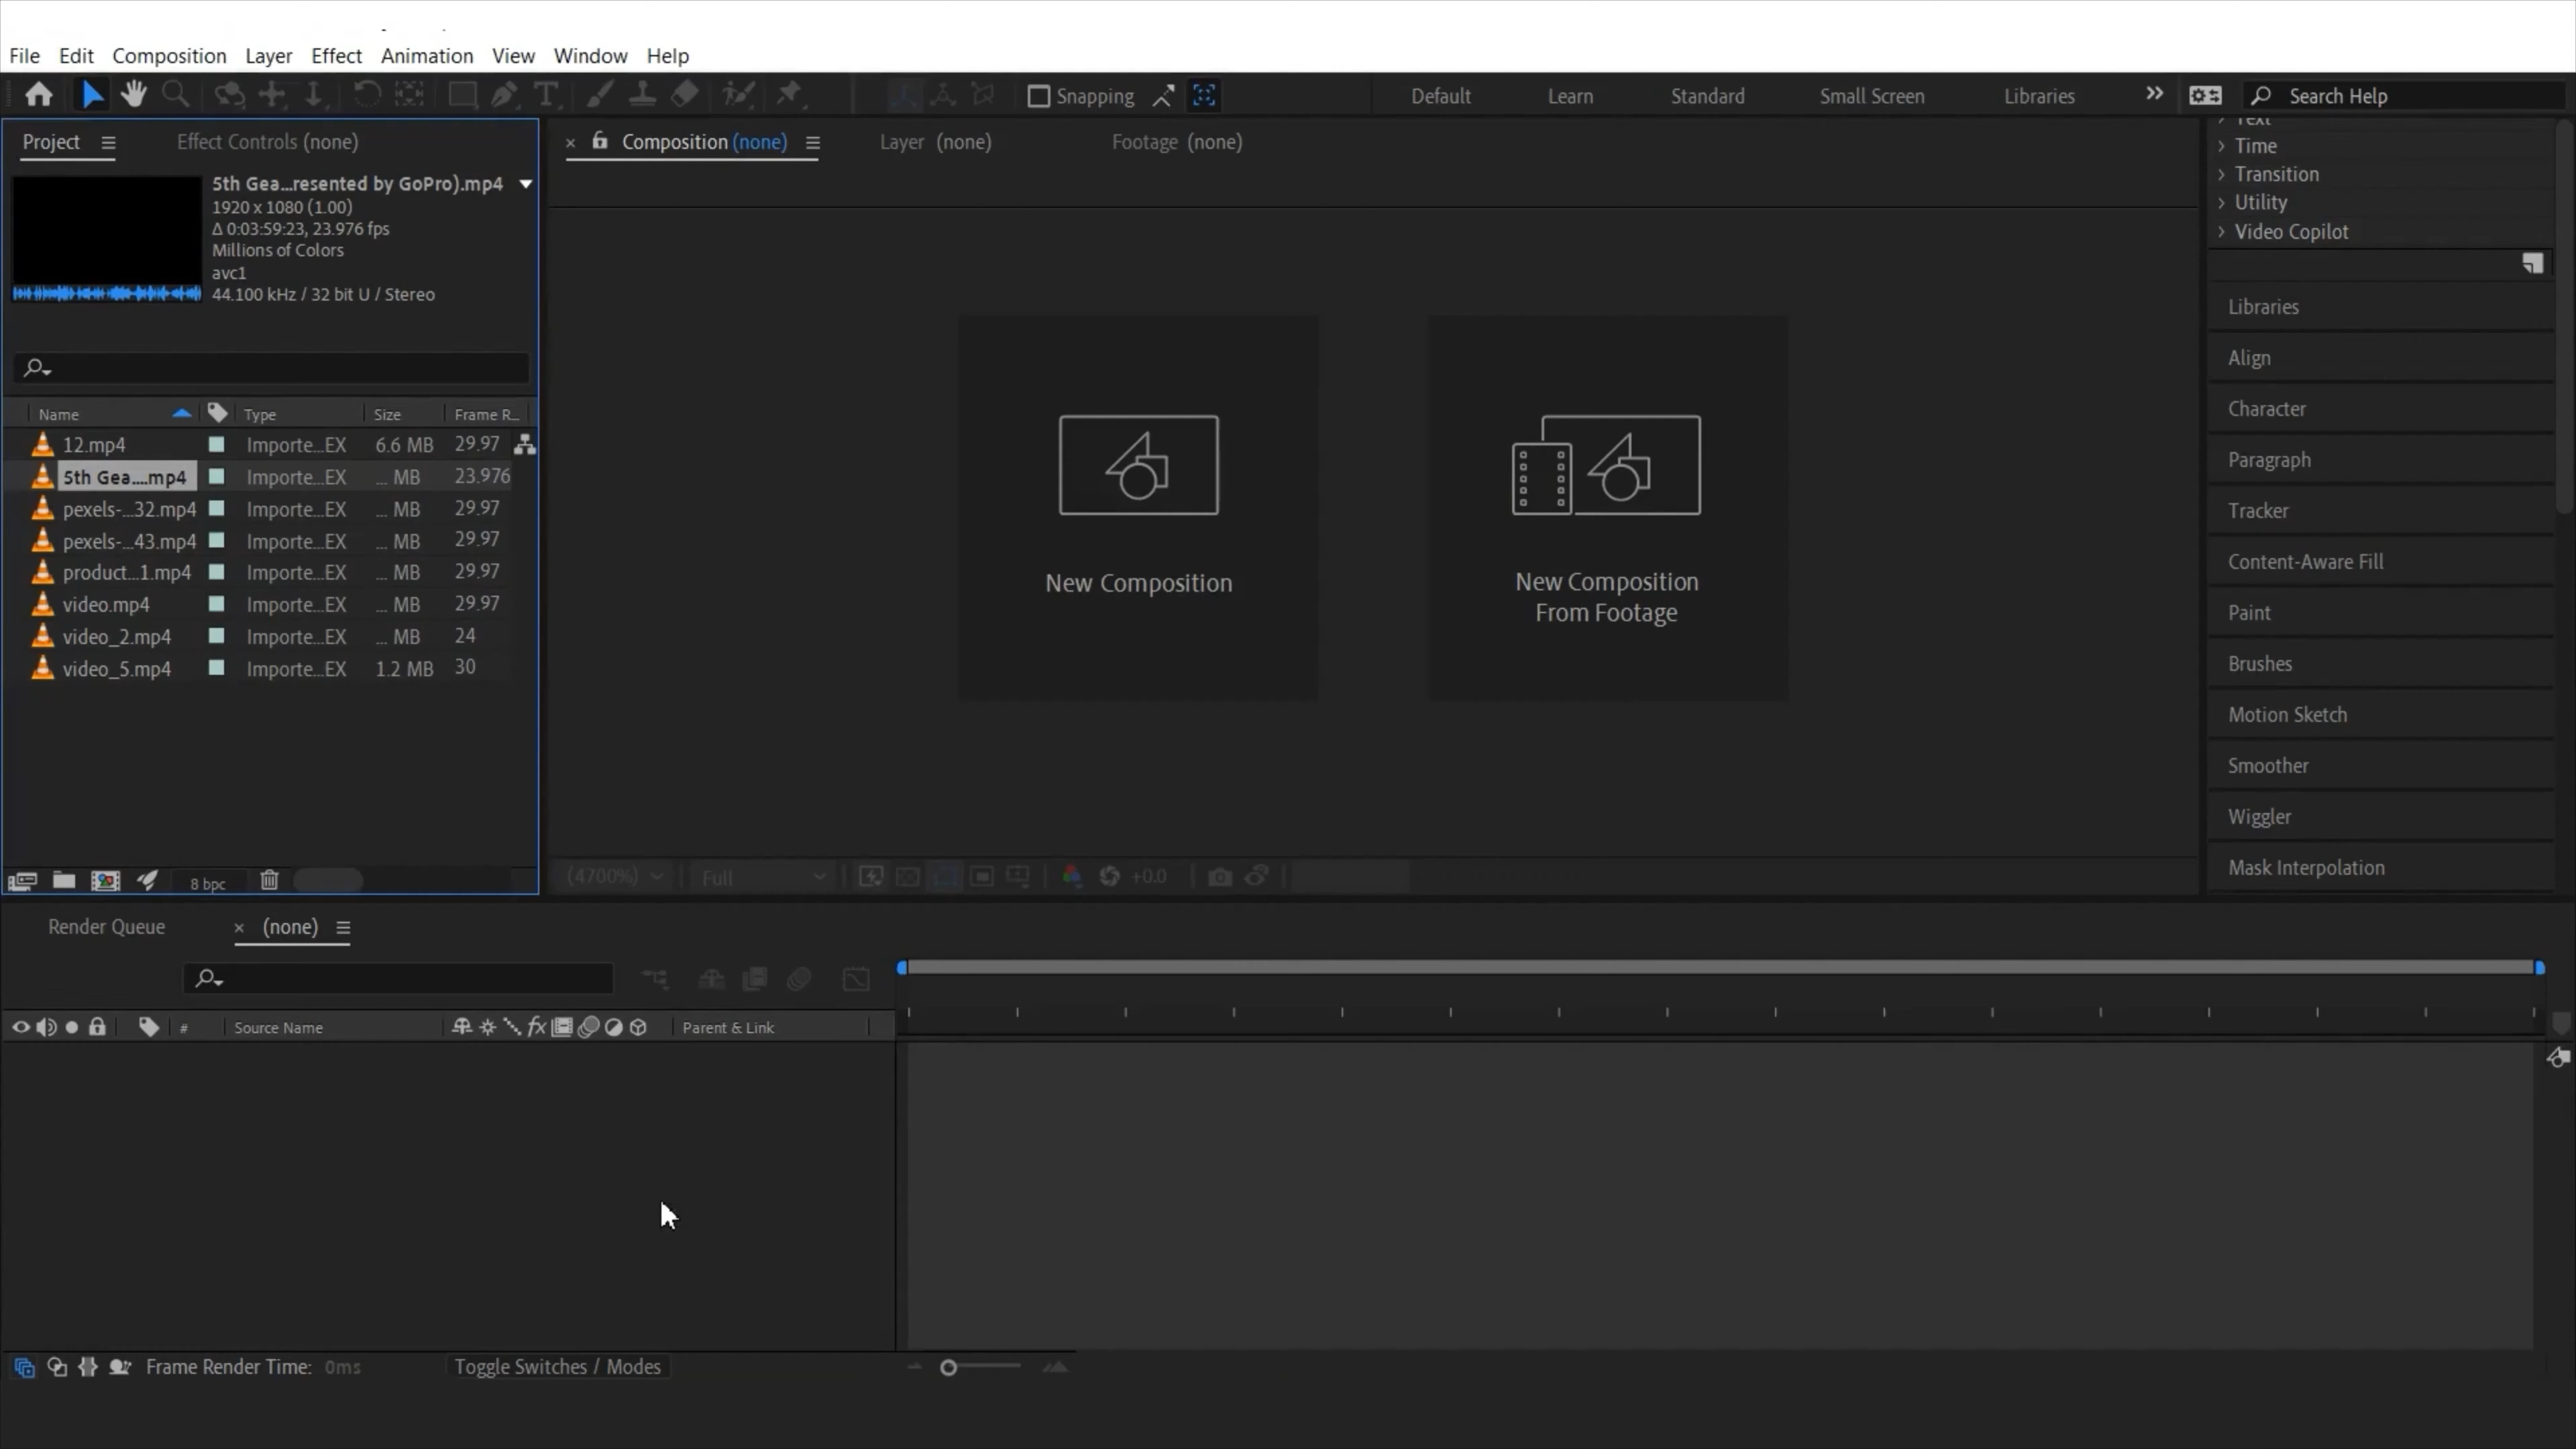 File Edit Composition Layer Effect Animation View Window Help
Snapping
Default Learn Standard Small Screen Libraries
Search Help
Project
Effect Controls (none)
5th Gea...resented by GoPro).mp4
1920 x 1080 (1.00)
Δ 0:03:59:23, 23.976 fps
Millions of Colors
avc1
44.100 kHz / 32 bit U / Stereo
Name Type Size Frame R...
12.mp4 Importe...EX 6.6 MB 29.97
5th Gea....mp4 Importe...EX ... MB 23.976
pexels-...32.mp4 Importe...EX ... MB 29.97
pexels-...43.mp4 Importe...EX ... MB 29.97
product...1.mp4 Importe...EX ... MB 29.97
video.mp4 Importe...EX ... MB 29.97
video_2.mp4 Importe...EX ... MB 24
video_5.mp4 Importe...EX 1.2 MB 30
8 bpc
Composition (none)
Layer (none)
Footage (none)
New Composition
New Composition
From Footage
(4700%)
Full
+0.0
Text
Time
Transition
Utility
Video Copilot
Libraries
Align
Character
Paragraph
Tracker
Content-Aware Fill
Paint
Brushes
Motion Sketch
Smoother
Wiggler
Mask Interpolation
Render Queue
(none)
# Source Name fx Parent & Link
Frame Render Time: 0ms
Toggle Switches / Modes